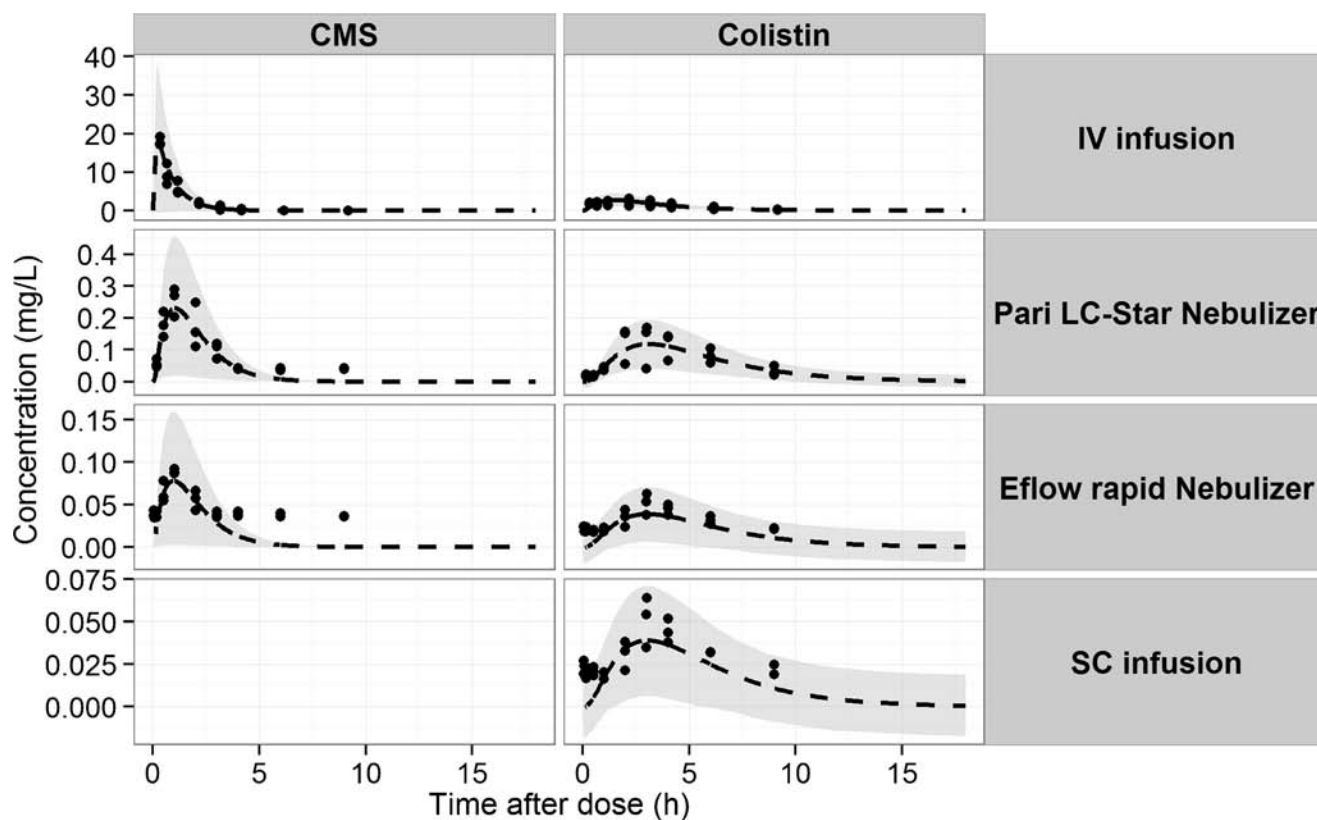 CMS Colistin
40
30
20
10
0
IV infusion
0.4
0.3
0.2
0.1
0.0
Pari LC-Star Nebulizer
0.15
0.10
0.05
0.00
Eflow rapid Nebulizer
0.075
0.050
0.025
0.000
SC infusion
Concentration (mg/L)
0 5 10 15 0 5 10 15
Time after dose (h)